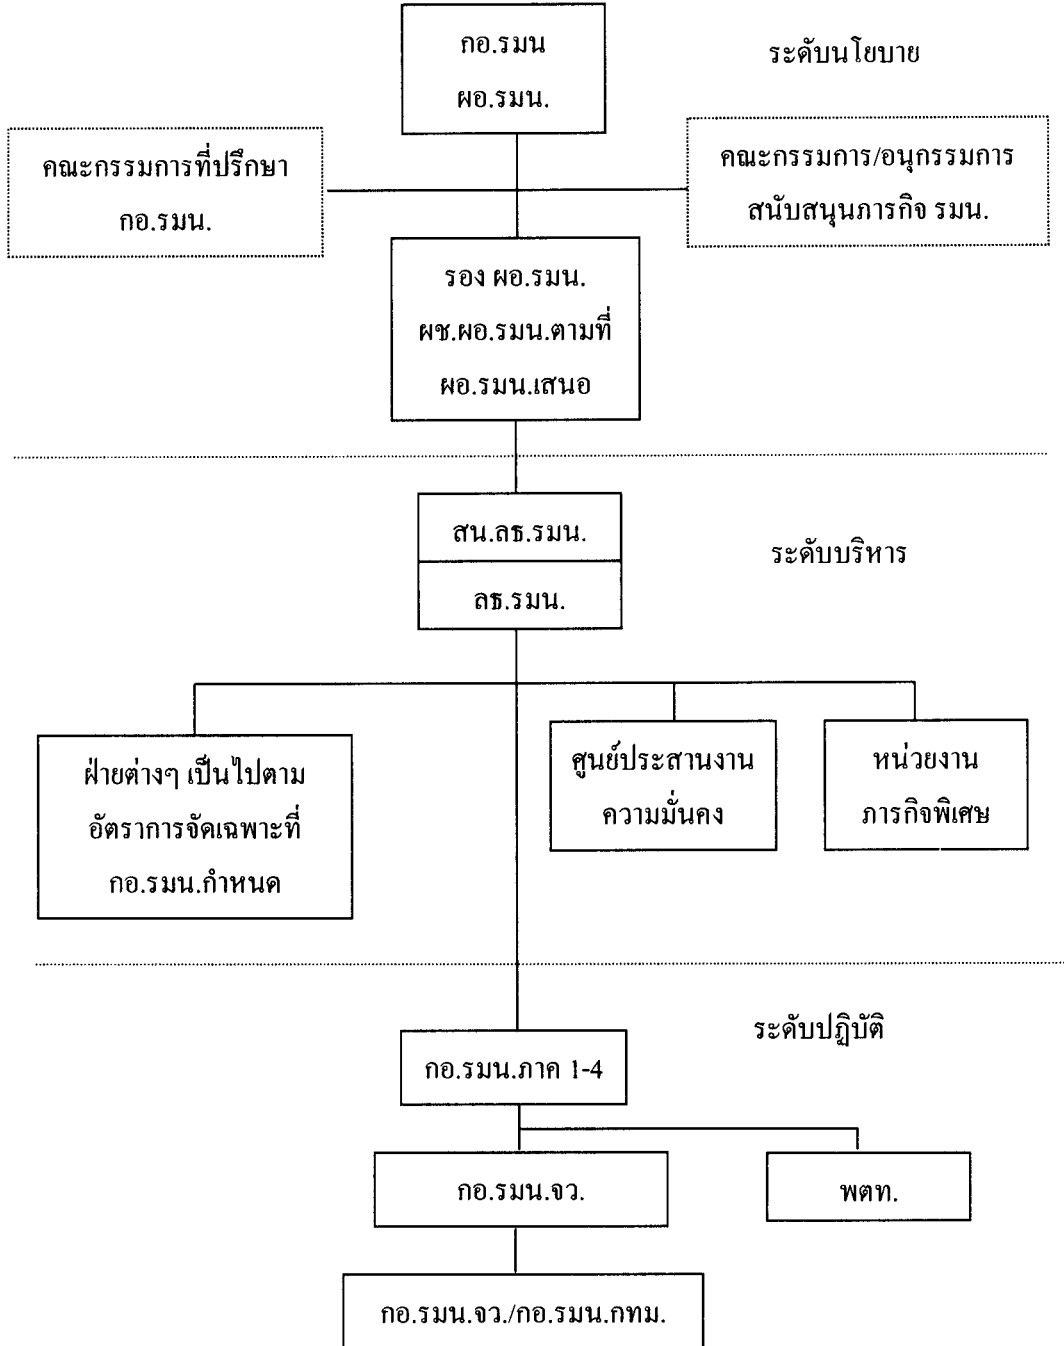 กอ.รมน
ผอ.รมน.
ระดับนโยบาย
คณะกรรมการที่ปรึกษา
กอ.รมน.
คณะกรรมการ/อนุกรรมการ
สนับสนุนภารกิจ รมน.
รอง ผอ.รมน.
ผช.ผอ.รมน.ตามที่
ผอ.รมน.เสนอ
สน.ลธ.รมน.
ลธ.รมน.
ระดับบริหาร
ฝ่ายต่างๆ เป็นไปตาม
อัตราการจัดเฉพาะที่
กอ.รมน.กำหนด
ศูนย์ประสานงาน
ความมั่นคง
หน่วยงาน
ภารกิจพิเศษ
ระดับปฏิบัติ
กอ.รมน.ภาค 1-4
กอ.รมน.จว.
พตท.
กอ.รมน.จว./กอ.รมน.กทม.